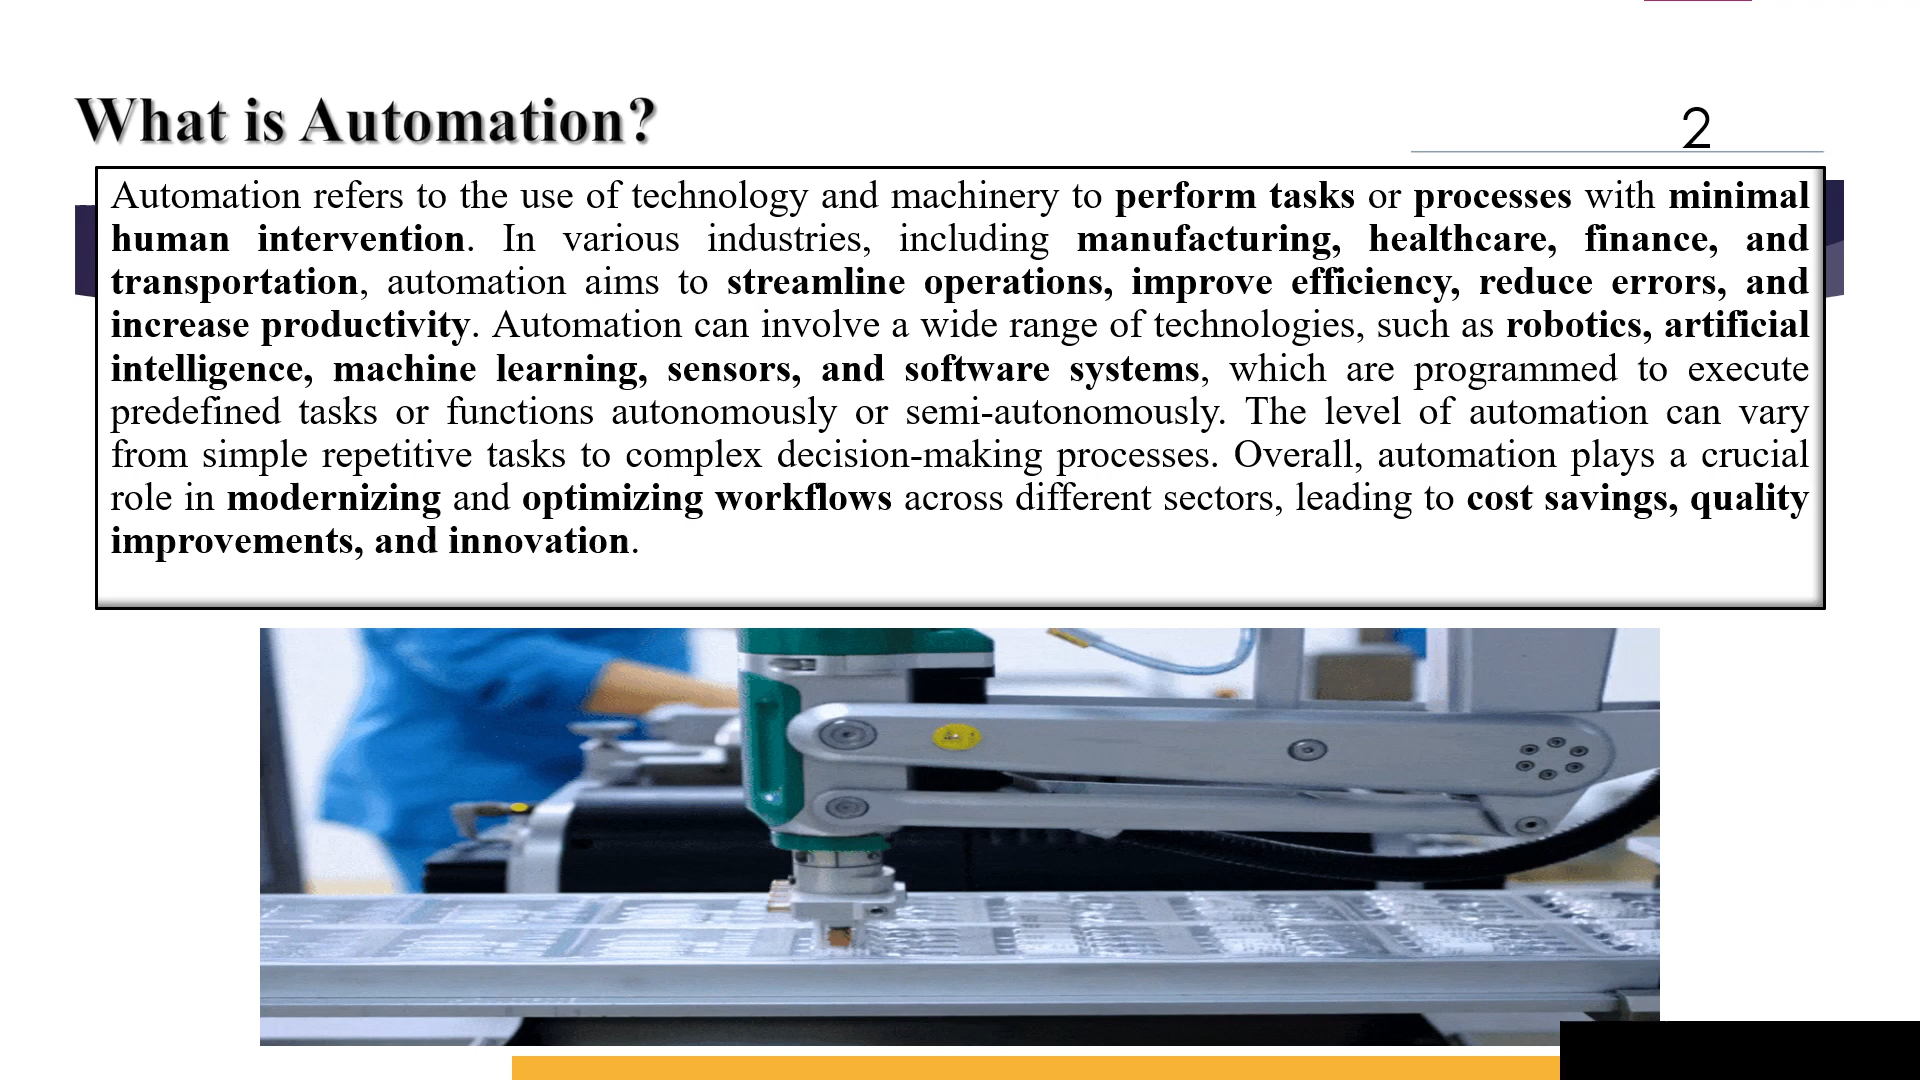 What is Automation?
2
Automation refers to the use of technology and machinery to perform tasks or processes with minimal
human intervention. In various industries, including manufacturing, healthcare, finance, and
transportation, automation aims to streamline operations, improve efficiency, reduce errors, and
increase productivity. Automation can involve a wide range of technologies, such as robotics, artificial
intelligence, machine learning, sensors, and software systems, which are programmed to execute
predefined tasks or functions autonomously or semi-autonomously. The level of automation can vary
from simple repetitive tasks to complex decision-making processes. Overall, automation plays a crucial
role in modernizing and optimizing workflows across different sectors, leading to cost savings, quality
improvements, and innovation.